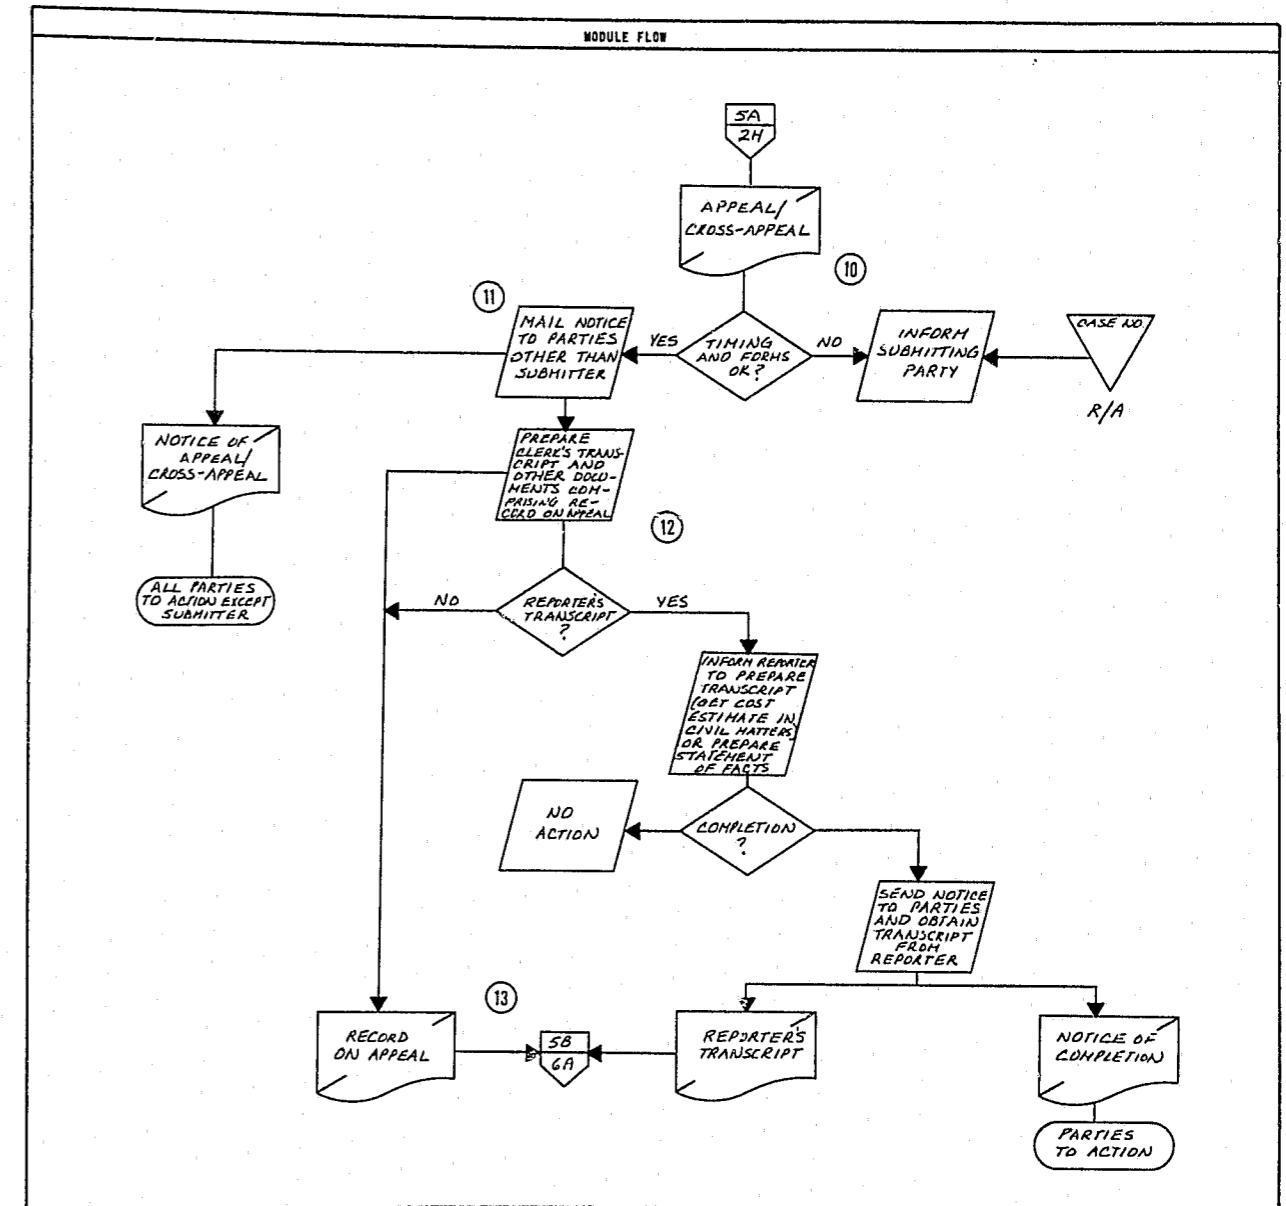 MODULE FLOW
5A
2H
APPEAL/
CROSS-APPEAL
10
11
MAIL NOTICE
TO PARTIES
OTHER THAN
SUBMITTER
YES
TIMING
AND FORMS
OK?
NO
INFORM
SUBMITTING
PARTY
CASE NO.
R/A
NOTICE OF
APPEAL/
CROSS-APPEAL
ALL PARTIES
TO ACTION EXCEPT
SUBMITTER
PREPARE
CLERK'S TRANS-
CRIPT AND
OTHER DOCU-
MENTS COM-
PRISING RE-
CORD ON APPEAL
12
NO
REPORTER'S
TRANSCRIPT
?
YES
INFORM REPORTER
TO PREPARE
TRANSCRIPT
(GET COST
ESTIMATE IN
CIVIL MATTERS)
OR PREPARE
STATEMENT
OF FACTS
NO
ACTION
COMPLETION
?
SEND NOTICE
TO PARTIES
AND OBTAIN
TRANSCRIPT
FROM
REPORTER
13
RECORD
ON APPEAL
5B
6A
REPORTER'S
TRANSCRIPT
NOTICE OF
COMPLETION
PARTIES
TO ACTION